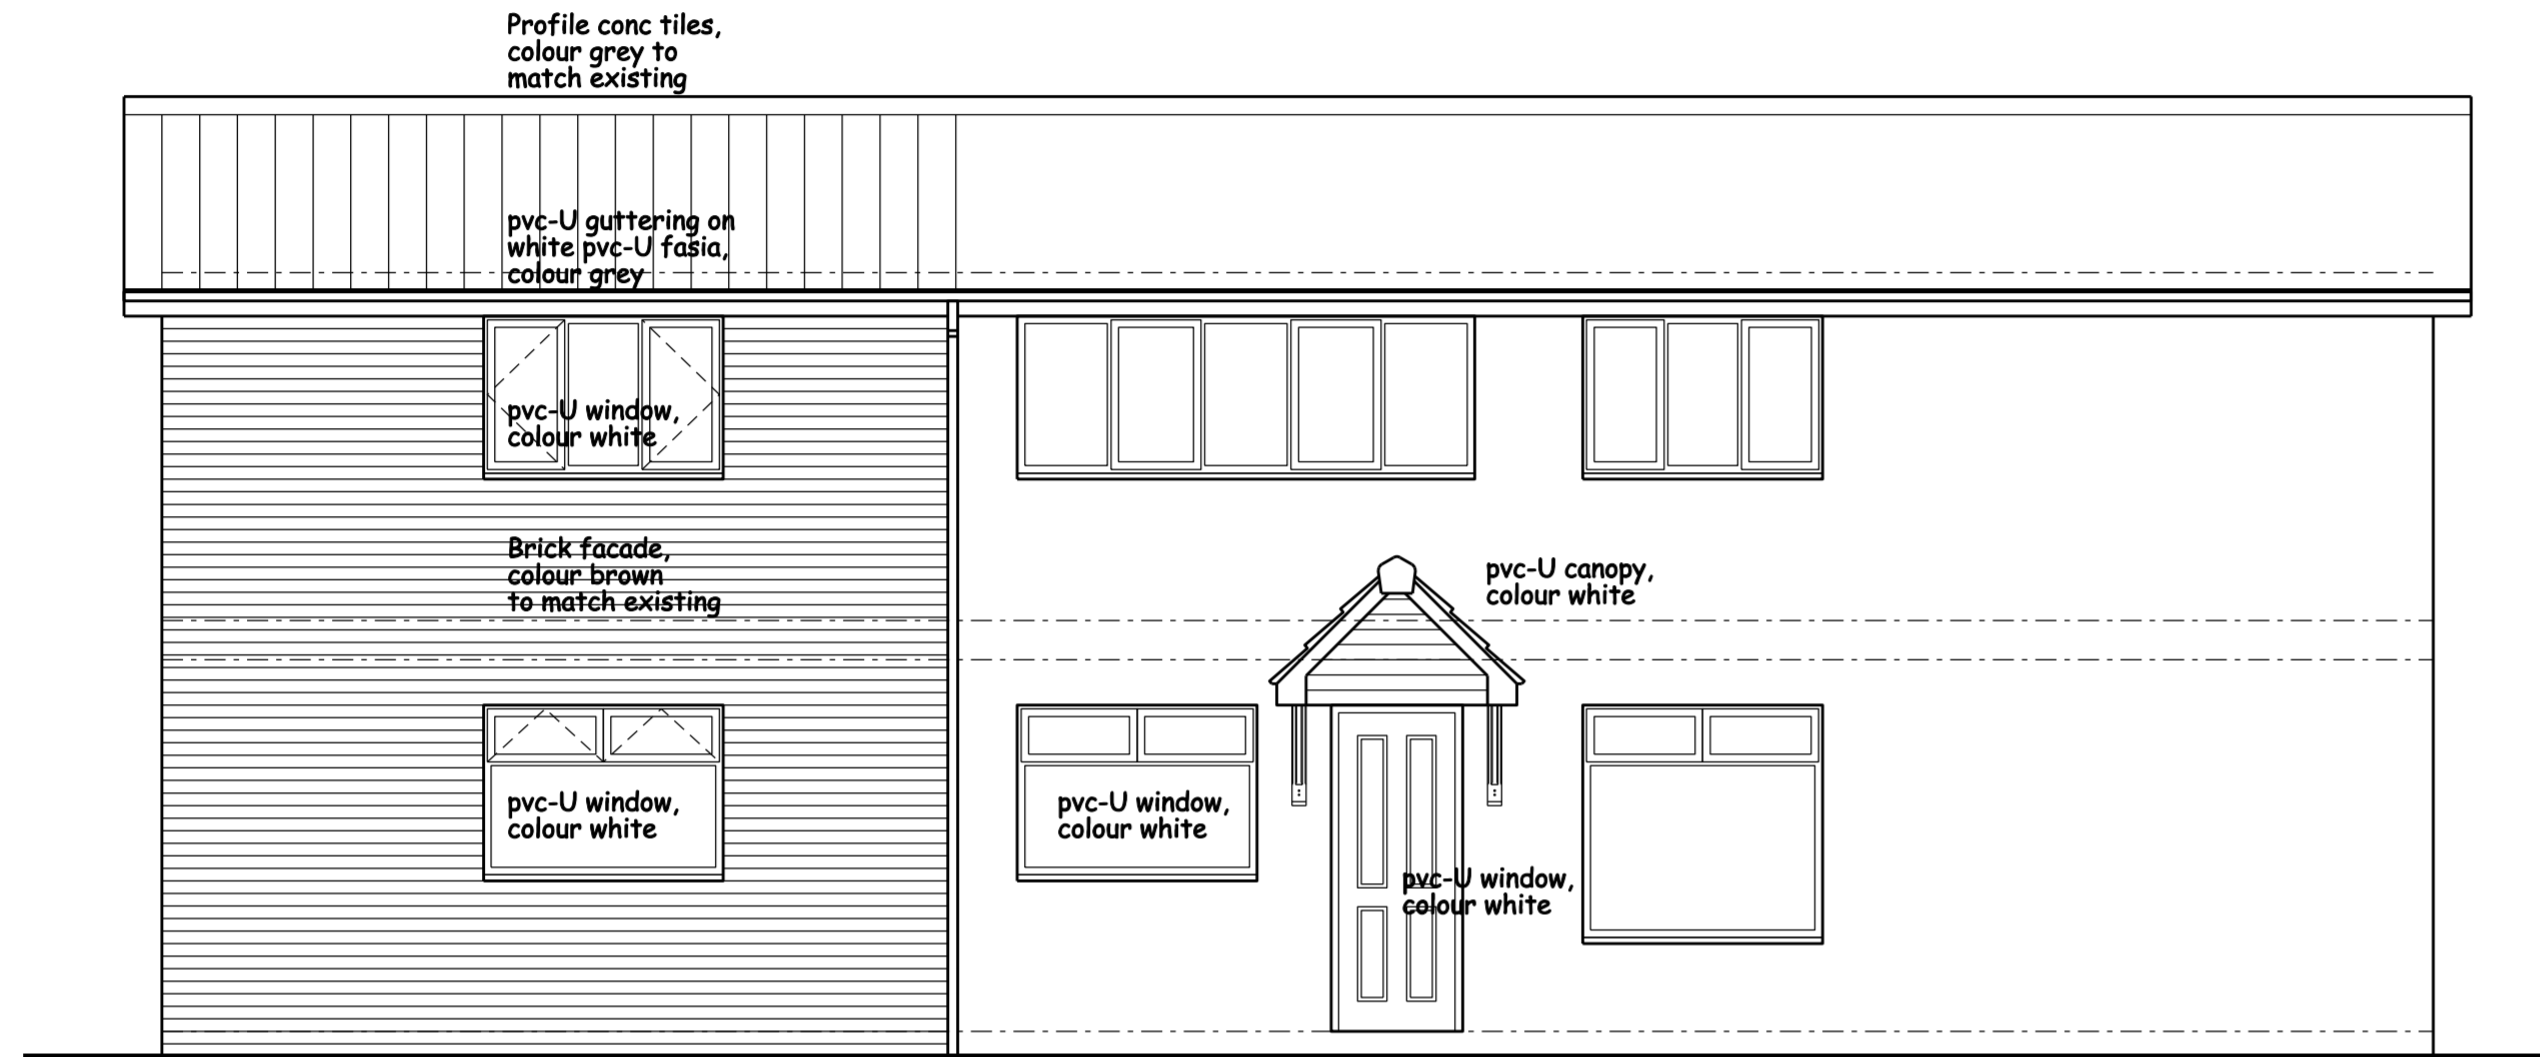 Profile conc tiles,
colour grey to
match existing
pvc-U guttering on
white pvc-U fasia,
colour grey
pvc-U window,
colour white
Brick facade,
colour brown
to match existing
pvc-U canopy,
colour white
pvc-U window,
colour white
pvc-U window,
colour white
pvc-U window,
colour white